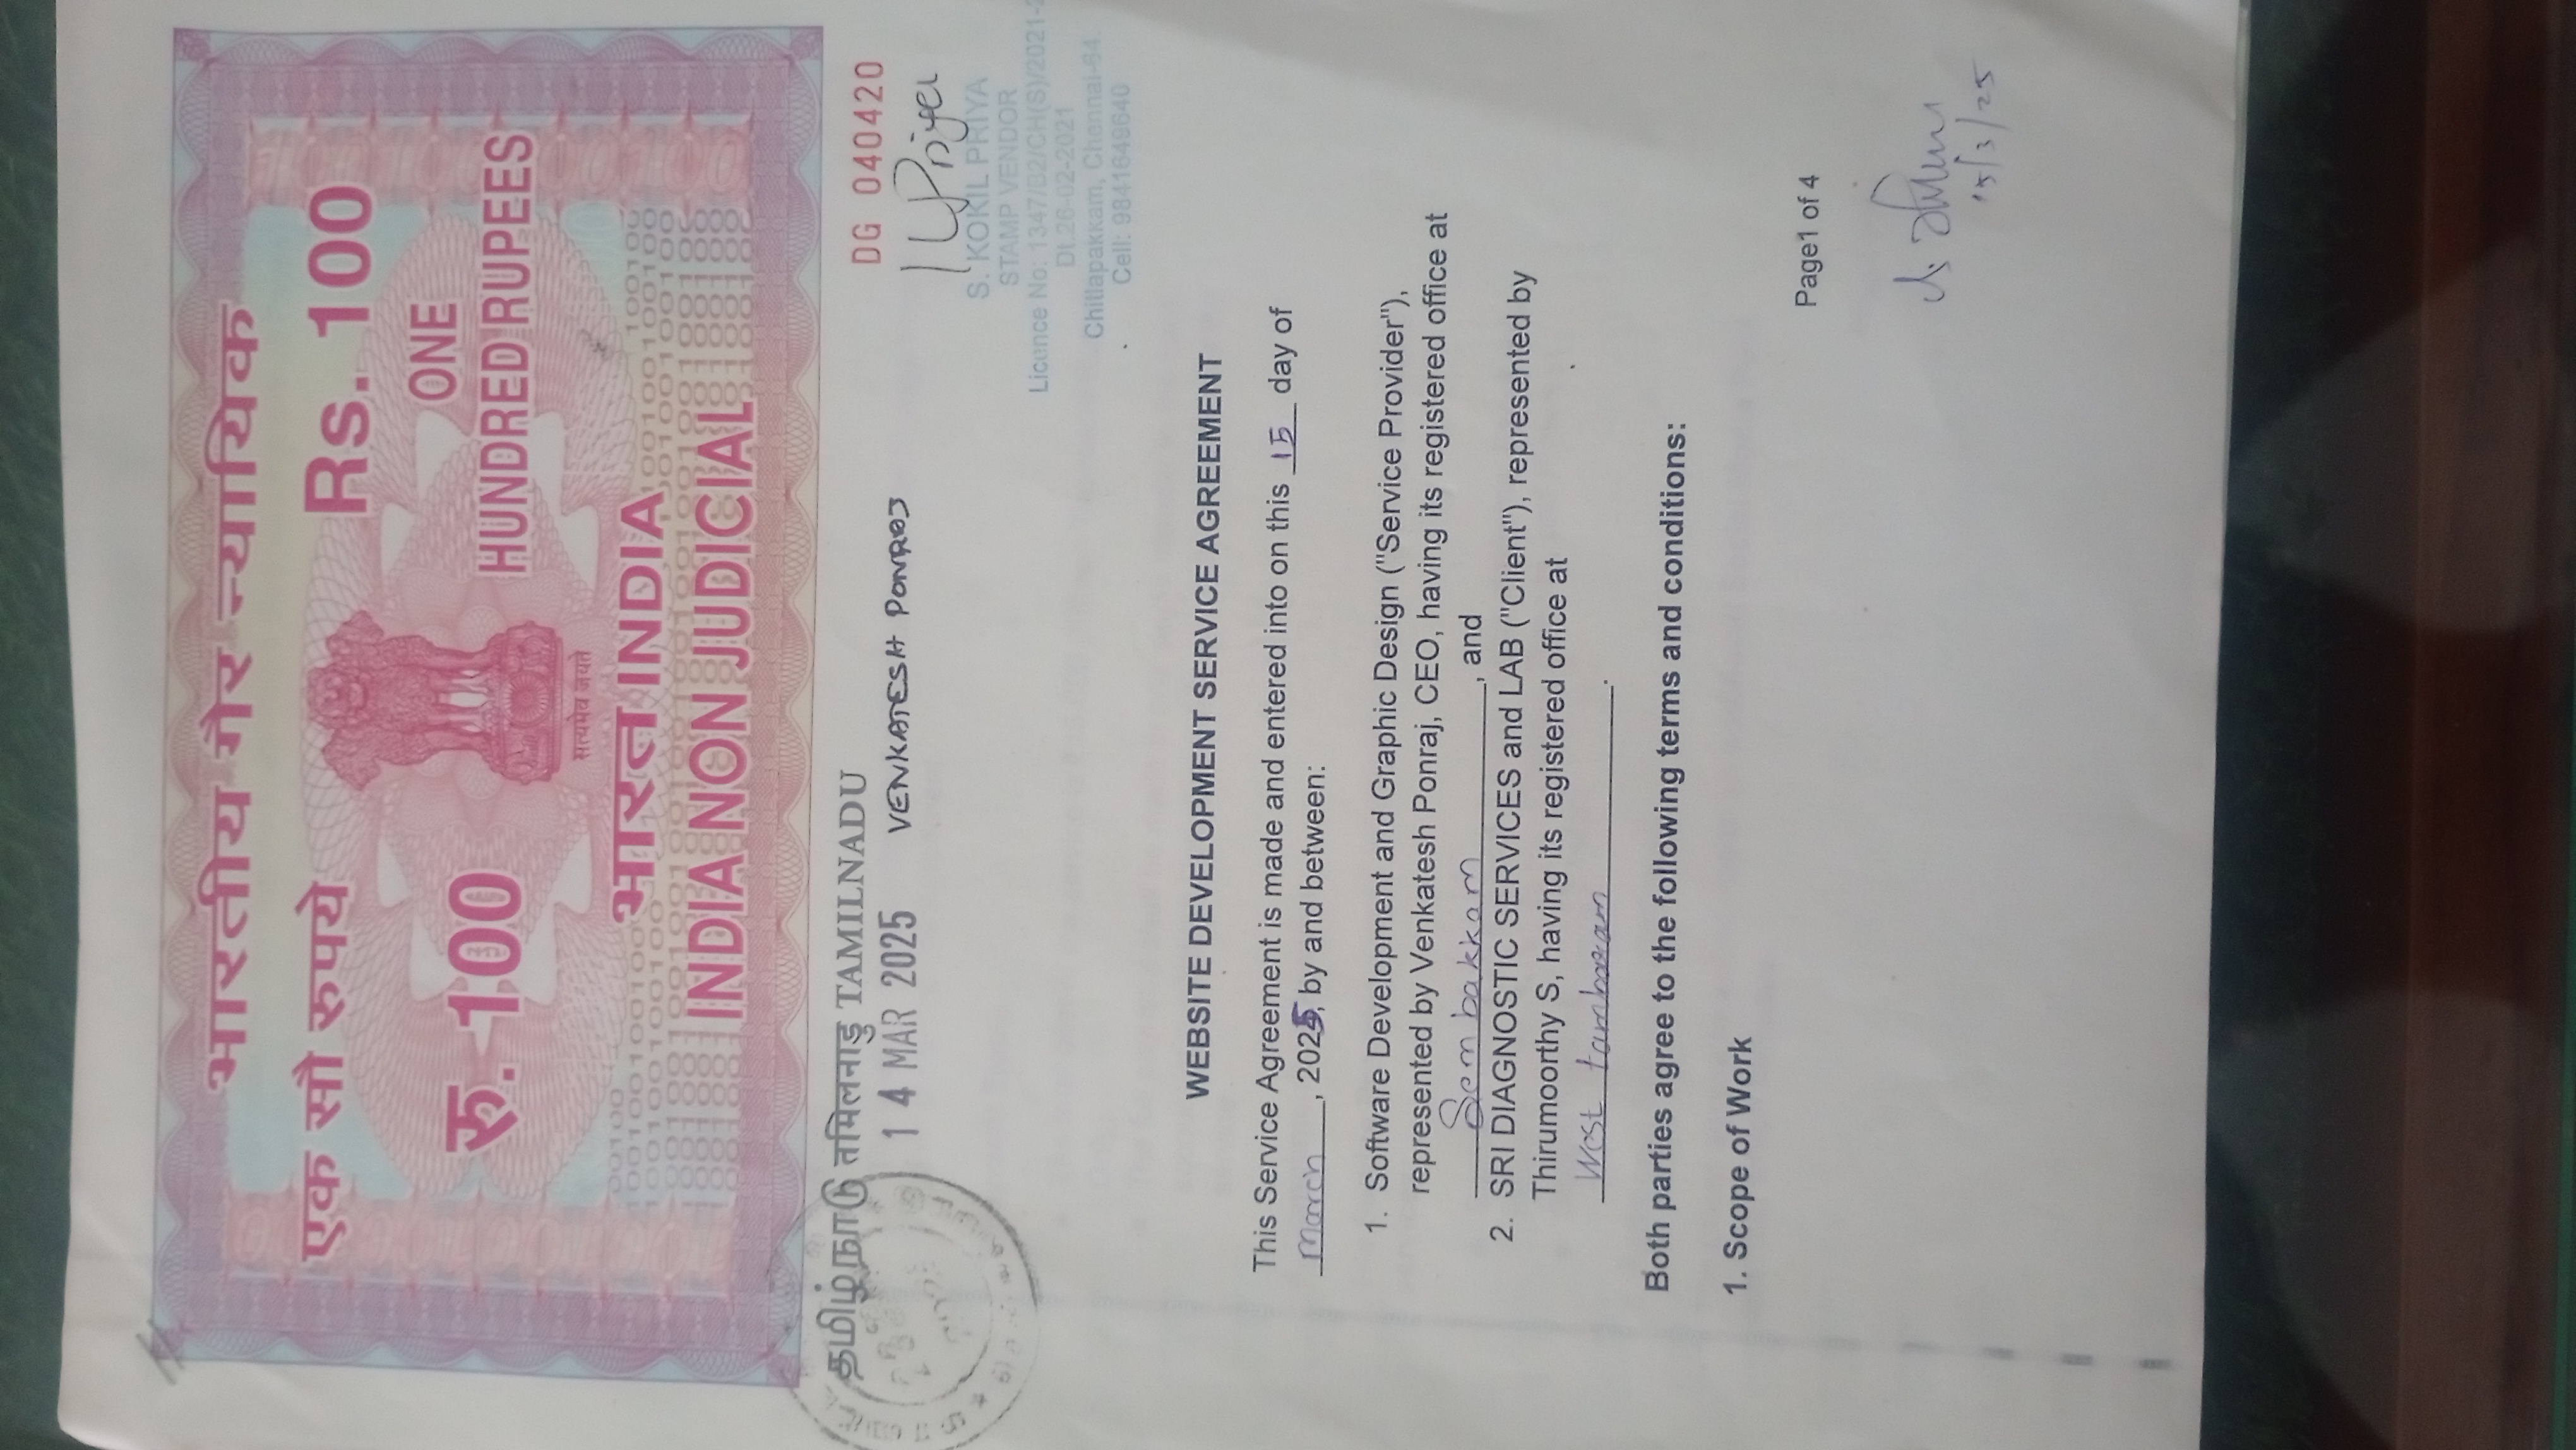 भारतीय गैर न्यायिक
एक सौ रुपये
Rs. 100
रु. 100
ONE
HUNDRED RUPEES
सत्यमेव जयते
भारत INDIA
INDIA NON JUDICIAL
தமிழ்நாடு तमिलनाडु TAMILNADU
DG 040420
14 MAR 2025
VENKATESH PONRAJ
KPriya
S. KOKIL PRIYA
STAMP VENDOR
Licence No: 1347/B2/CH(S)/2021-2
Dt.26-02-2021
Chitlapakkam, Chennai-64.
Cell: 9841649640
WEBSITE DEVELOPMENT SERVICE AGREEMENT
This Service Agreement is made and entered into on this 15 day of
March, 2025, by and between:
1. Software Development and Graphic Design ("Service Provider"),
represented by Venkatesh Ponraj, CEO, having its registered office at
Sembakkam, and
2. SRI DIAGNOSTIC SERVICES and LAB ("Client"), represented by
Thirumoorthy S, having its registered office at
West tambaram.
Both parties agree to the following terms and conditions:
1. Scope of Work
Page1 of 4
15/3/25